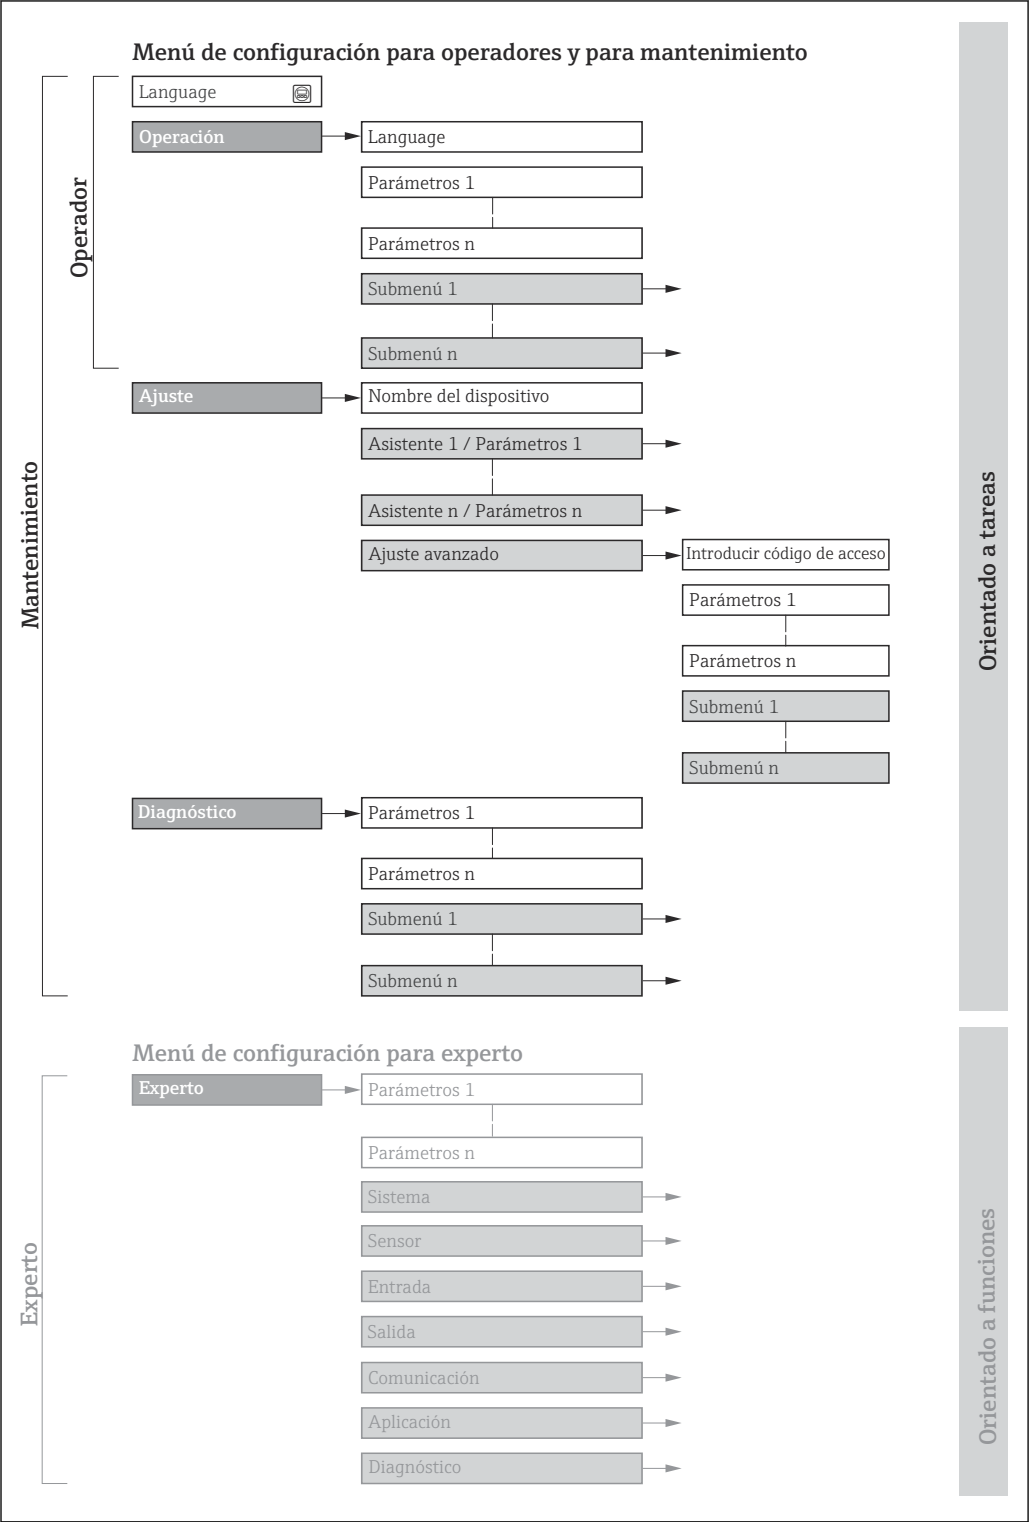 Menú de configuración para operadores y para mantenimiento
Language
Operación
Language
Parámetros 1
Parámetros n
Submenú 1
Submenú n
Operador
Ajuste
Nombre del dispositivo
Asistente 1 / Parámetros 1
Asistente n / Parámetros n
Ajuste avanzado
Introducir código de acceso
Parámetros 1
Parámetros n
Submenú 1
Submenú n
Mantenimiento
Orientado a tareas
Diagnóstico
Parámetros 1
Parámetros n
Submenú 1
Submenú n
Menú de configuración para experto
Experto
Parámetros 1
Parámetros n
Sistema
Sensor
Entrada
Salida
Comunicación
Aplicación
Diagnóstico
Experto
Orientado a funciones